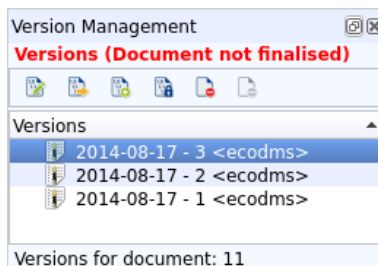 Version Management
Versions (Document not finalised)
Versions
2014-08-17 - 3 <ecodms>
2014-08-17 - 2 <ecodms>
2014-08-17 - 1 <ecodms>
Versions for document: 11